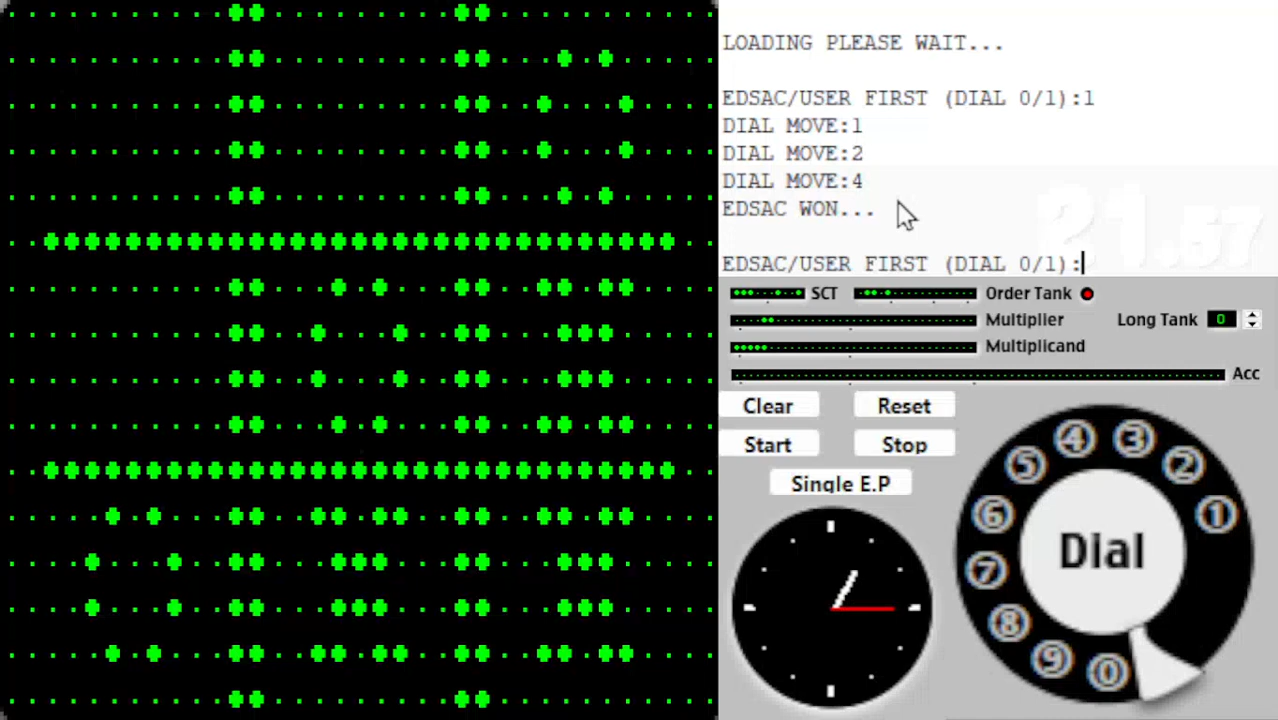 LOADING PLEASE WAIT...
EDSAC/USER FIRST (DIAL 0/1):1
DIAL MOVE:1
DIAL MOVE:2
DIAL MOVE:4
EDSAC WON...
21.57
EDSAC/USER FIRST (DIAL 0/1):
SCT
Order Tank
Multiplier
Long Tank 0
Multiplicand
Acc
Clear
Reset
Start
Stop
Single E.P
4
3
5
2
6
1
Dial
7
8
9
0